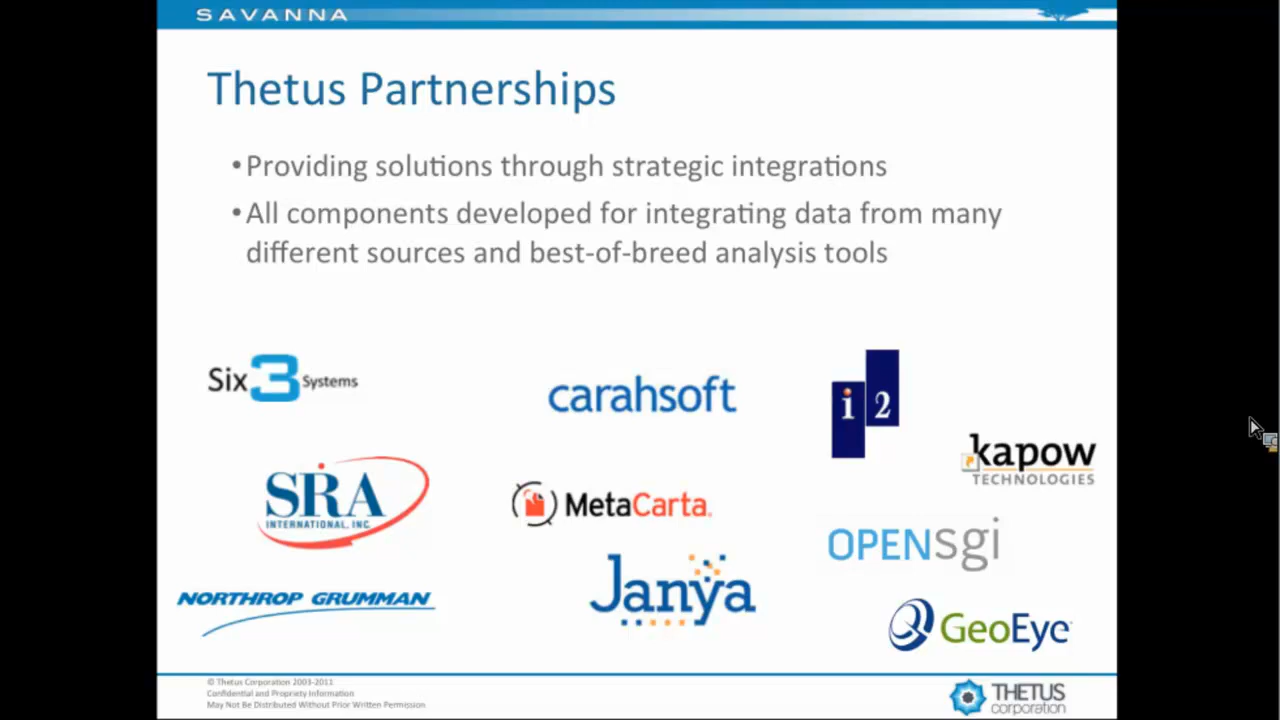 SAVANNA
Thetus Partnerships
•Providing solutions through strategic integrations
•All components developed for integrating data from many
different sources and best-of-breed analysis tools
Six3 Systems
carahsoft
i2
kapow
TECHNOLOGIES
SRA
INTERNATIONAL, INC.
MetaCarta.
OPENSgi
NORTHROP GRUMMAN
Janya
GeoEye
© Thetus Corporation 2003-2011
Confidential and Propriety Information
May Not Be Distributed Without Prior Written Permission
THETUS
corporation